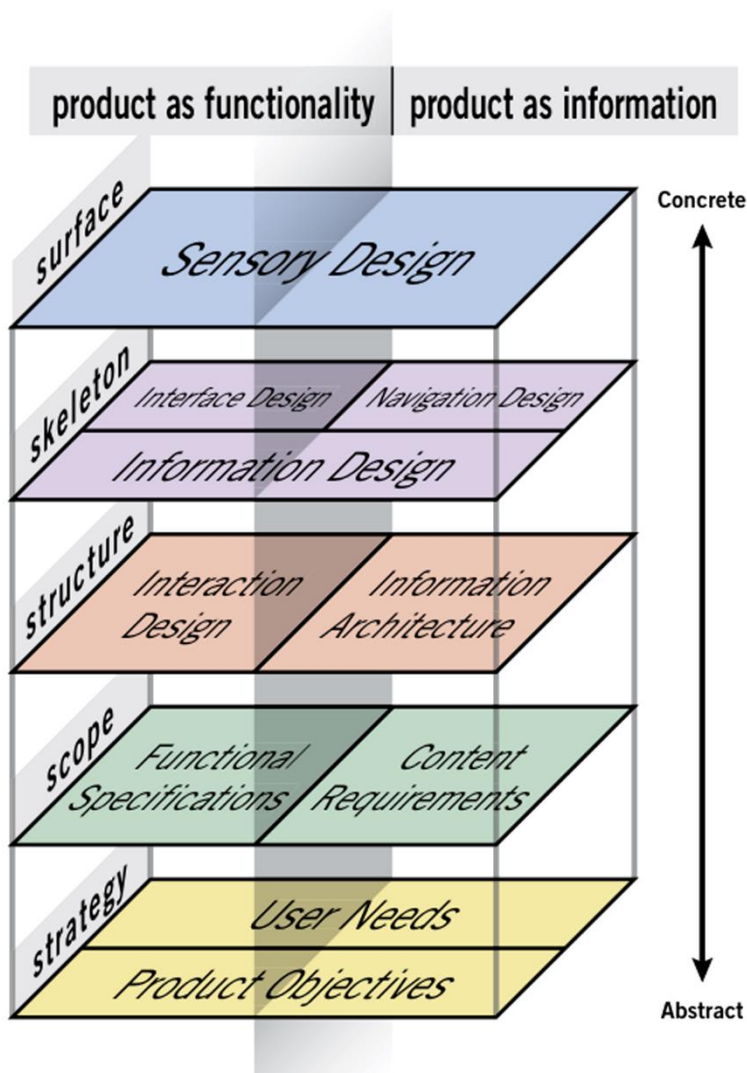 product as functionality
product as information
surface
Concrete
Sensory Design
skeleton
Interface Design
Navigation Design
Information Design
structure
Interaction
Design
Information
Architecture
scope
Functional
Specifications
Content
Requirements
strategy
User Needs
Product Objectives
Abstract